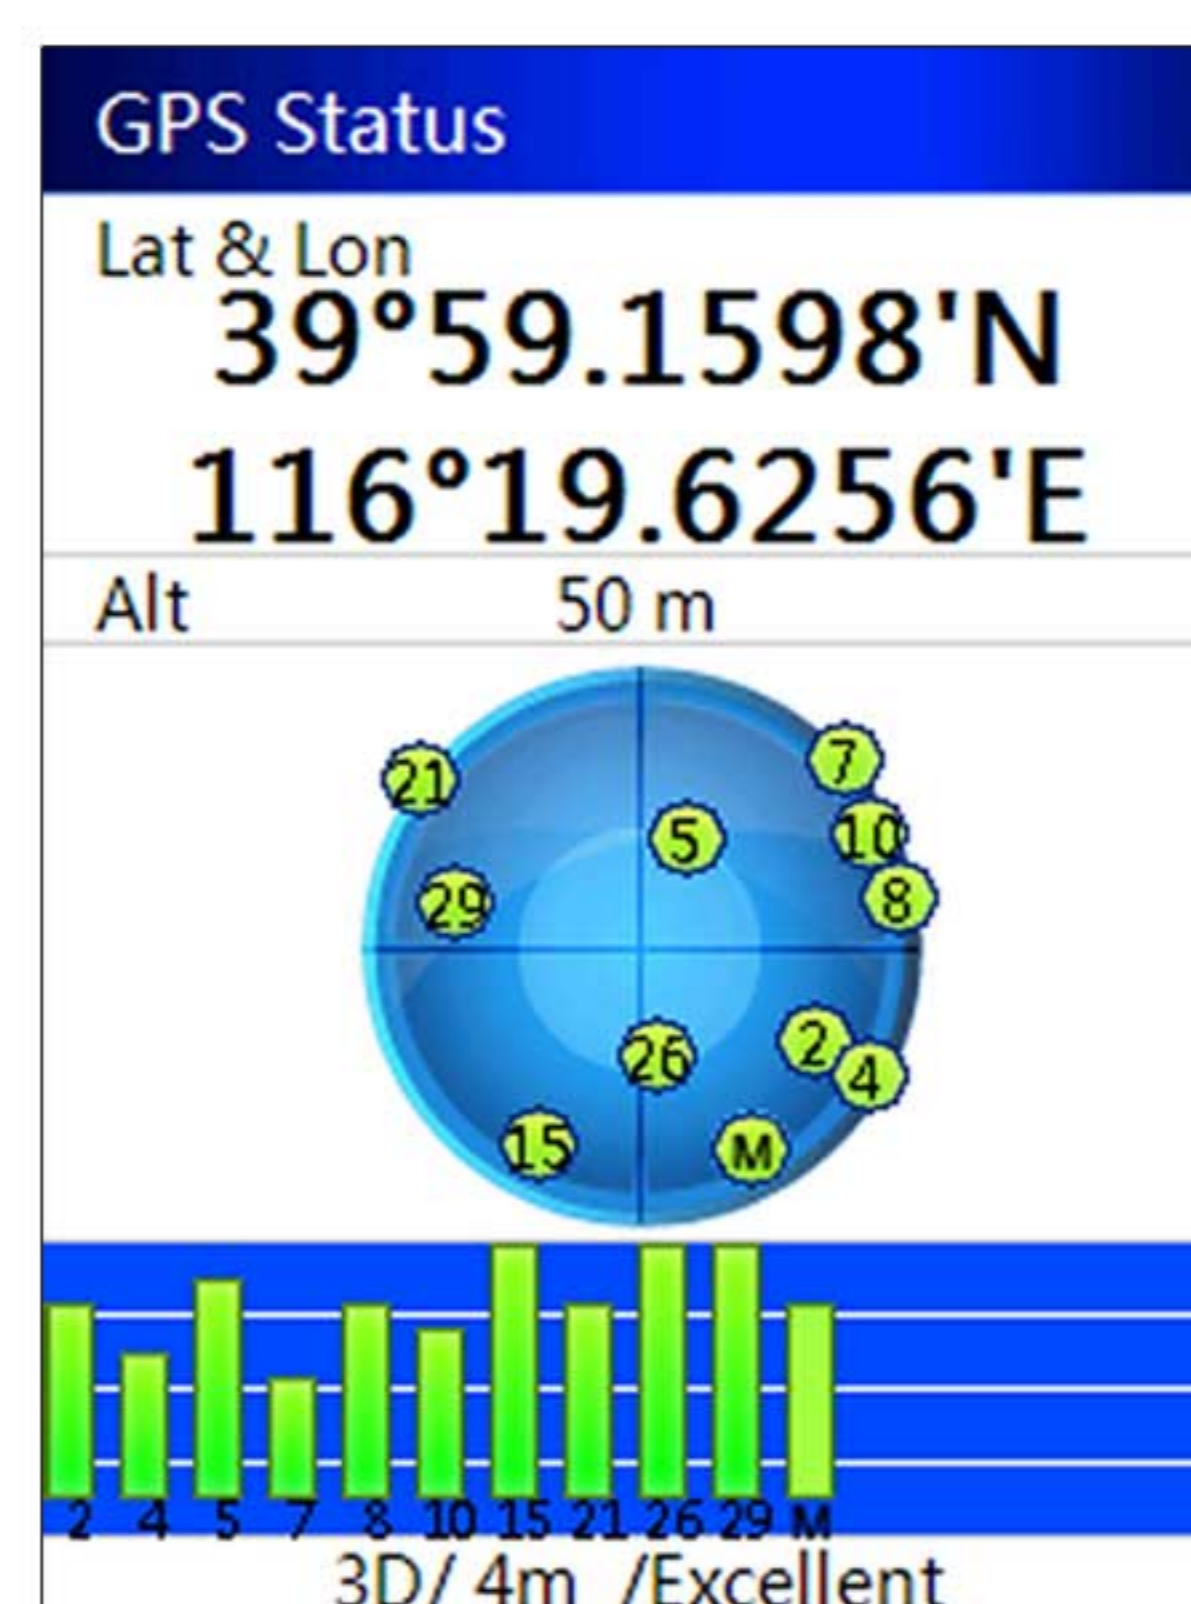 GPS Status
Lat & Lon
39°59.1598'N
116°19.6256'E
Alt 50 m
7
21
10
5
8
29
2
26
4
15
M
2 4 5 7 8 10 15 21 26 29 M
3D/ 4m /Excellent